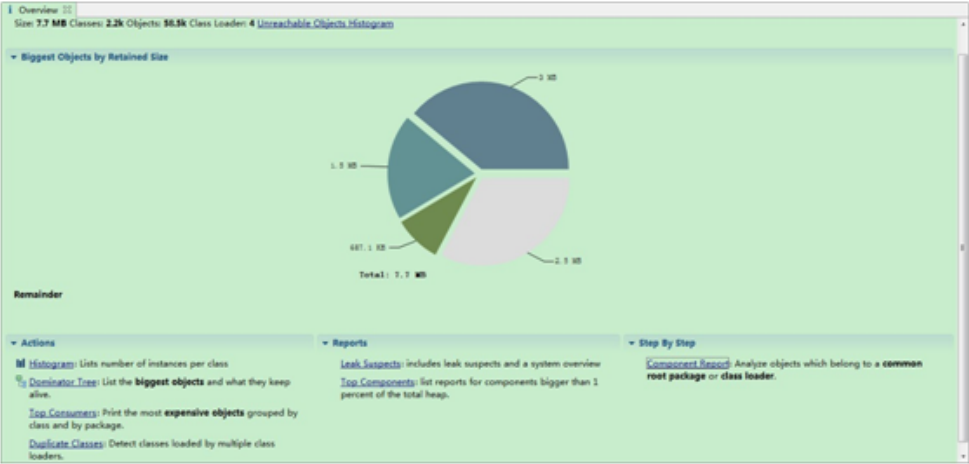 Overview
Size: 7.7 MB Classes: 2.2k Objects: 58.5k Class Loader: 4 Unreachable Objects Histogram
Biggest Objects by Retained Size
3 MB
1.5 MB
687.1 KB
2.5 MB
Total: 7.7 MB
Remainder
Actions
Histogram: Lists number of instances per class
Dominator Tree: List the biggest objects and what they keep
alive.
Top Consumers: Print the most expensive objects grouped by
class and by package.
Duplicate Classes: Detect classes loaded by multiple class
loaders.
Reports
Leak Suspects: includes leak suspects and a system overview
Top Components: list reports for components bigger than 1
percent of the total heap.
Step By Step
Component Report: Analyze objects which belong to a common
root package or class loader.